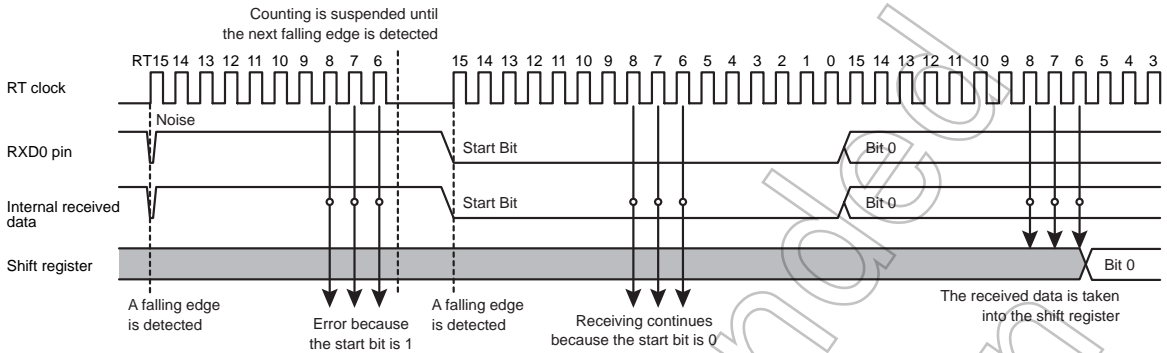 Counting is suspended until
the next falling edge is detected
RT15 14 13 12 11 10 9 8 7 6 15 14 13 12 11 10 9 8 7 6 5 4 3 2 1 0 15 14 13 12 11 10 9 8 7 6 5 4 3
RT clock
Noise
RXD0 pin
Start Bit
Bit 0
Internal received
data
Start Bit
Bit 0
Shift register
Bit 0
A falling edge
is detected
Error because
the start bit is 1
A falling edge
is detected
Receiving continues
because the start bit is 0
The received data is taken
into the shift register